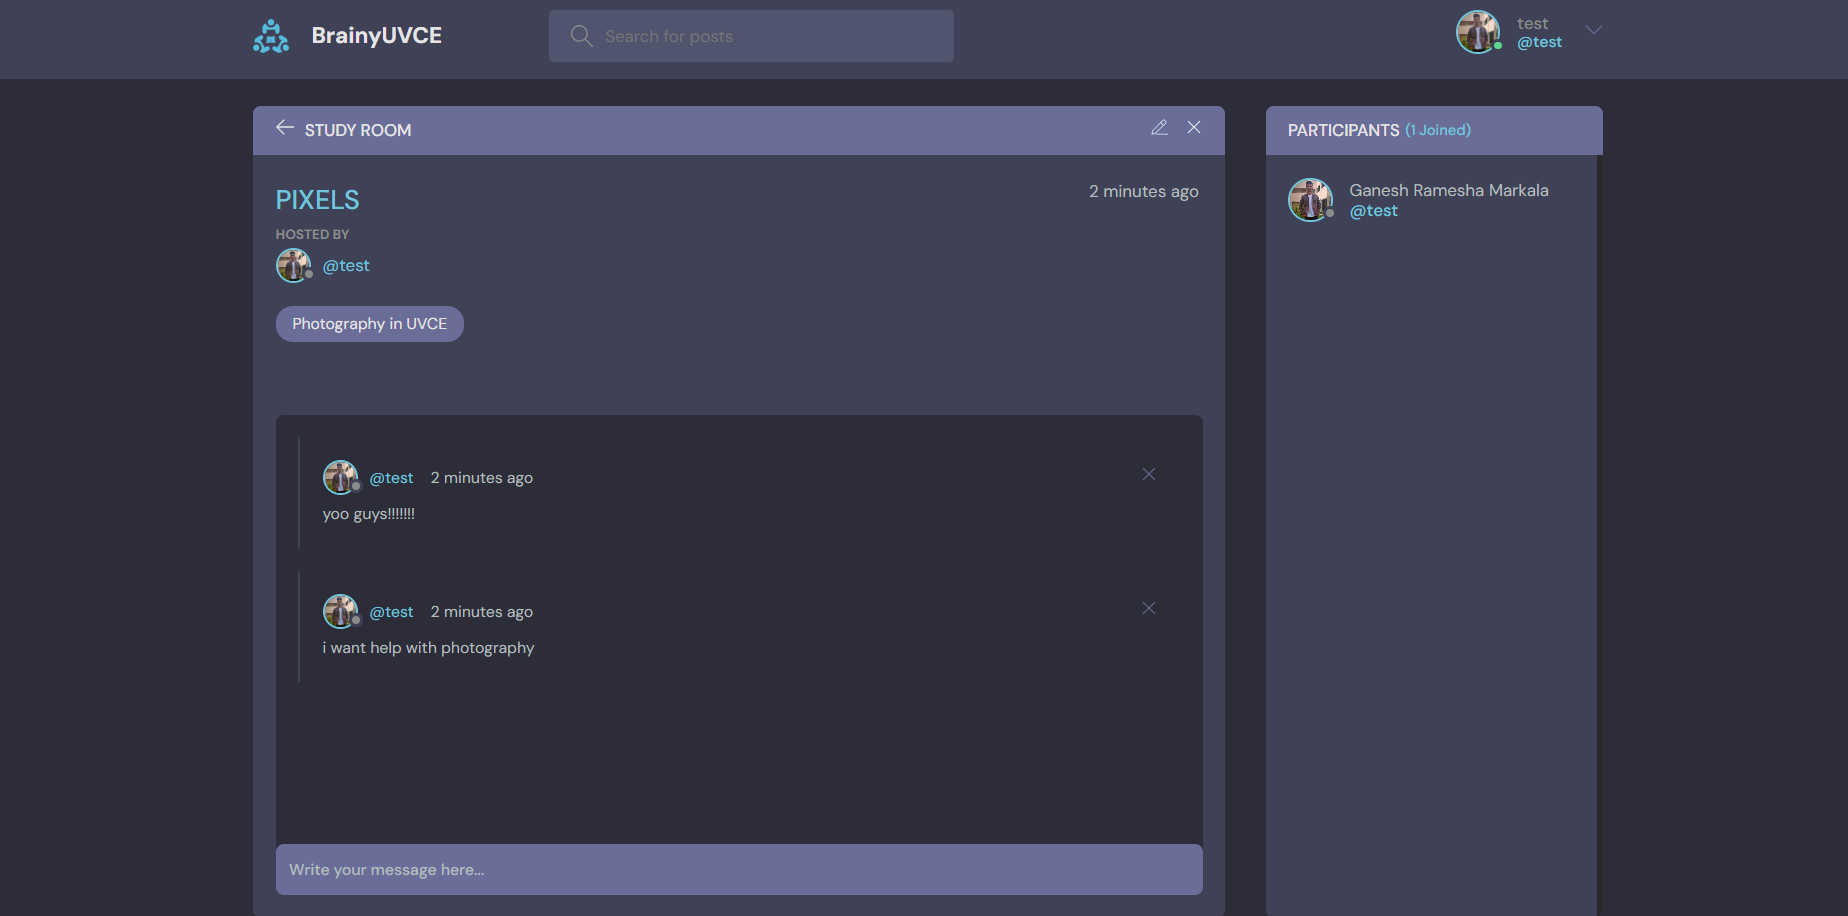 BrainyUVCE
Search for posts
test
@test
STUDY ROOM
PIXELS
2 minutes ago
HOSTED BY
@test
Photography in UVCE
@test 2 minutes ago
yoo guys!!!!!!!
@test 2 minutes ago
i want help with photography
Write your message here...
PARTICIPANTS (1 Joined)
Ganesh Ramesha Markala
@test